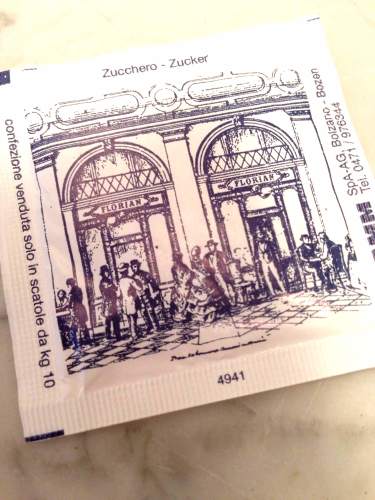 Zucchero - Zucker
FLORIAN
FLORIAN
SpA-AG, Bolzano - Bozen
Tel. 0471 / 976344
confezione venduta solo in scatole da kg 10
4941